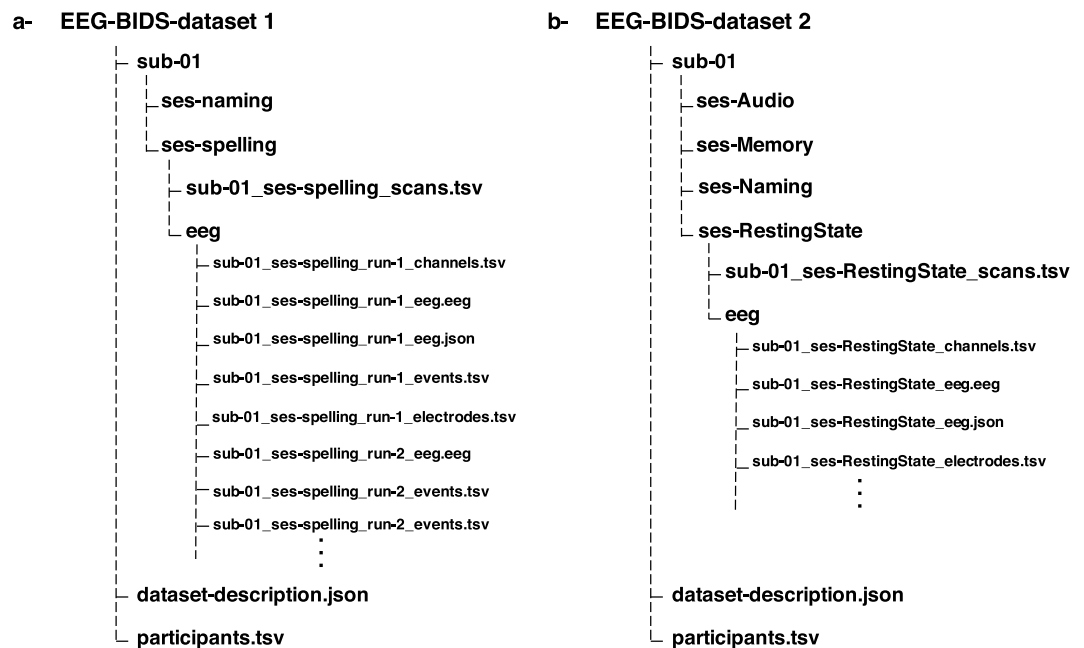 a- EEG-BIDS-dataset 1
sub-01
ses-naming
ses-spelling
sub-01_ses-spelling_scans.tsv
eeg
sub-01_ses-spelling_run-1_channels.tsv
sub-01_ses-spelling_run-1_eeg.eeg
sub-01_ses-spelling_run-1_eeg.json
sub-01_ses-spelling_run-1_events.tsv
sub-01_ses-spelling_run-1_electrodes.tsv
sub-01_ses-spelling_run-2_eeg.eeg
sub-01_ses-spelling_run-2_events.tsv
sub-01_ses-spelling_run-2_events.tsv
dataset-description.json
participants.tsv
b- EEG-BIDS-dataset 2
sub-01
ses-Audio
ses-Memory
ses-Naming
ses-RestingState
sub-01_ses-RestingState_scans.tsv
eeg
sub-01_ses-RestingState_channels.tsv
sub-01_ses-RestingState_eeg.eeg
sub-01_ses-RestingState_eeg.json
sub-01_ses-RestingState_electrodes.tsv
dataset-description.json
participants.tsv